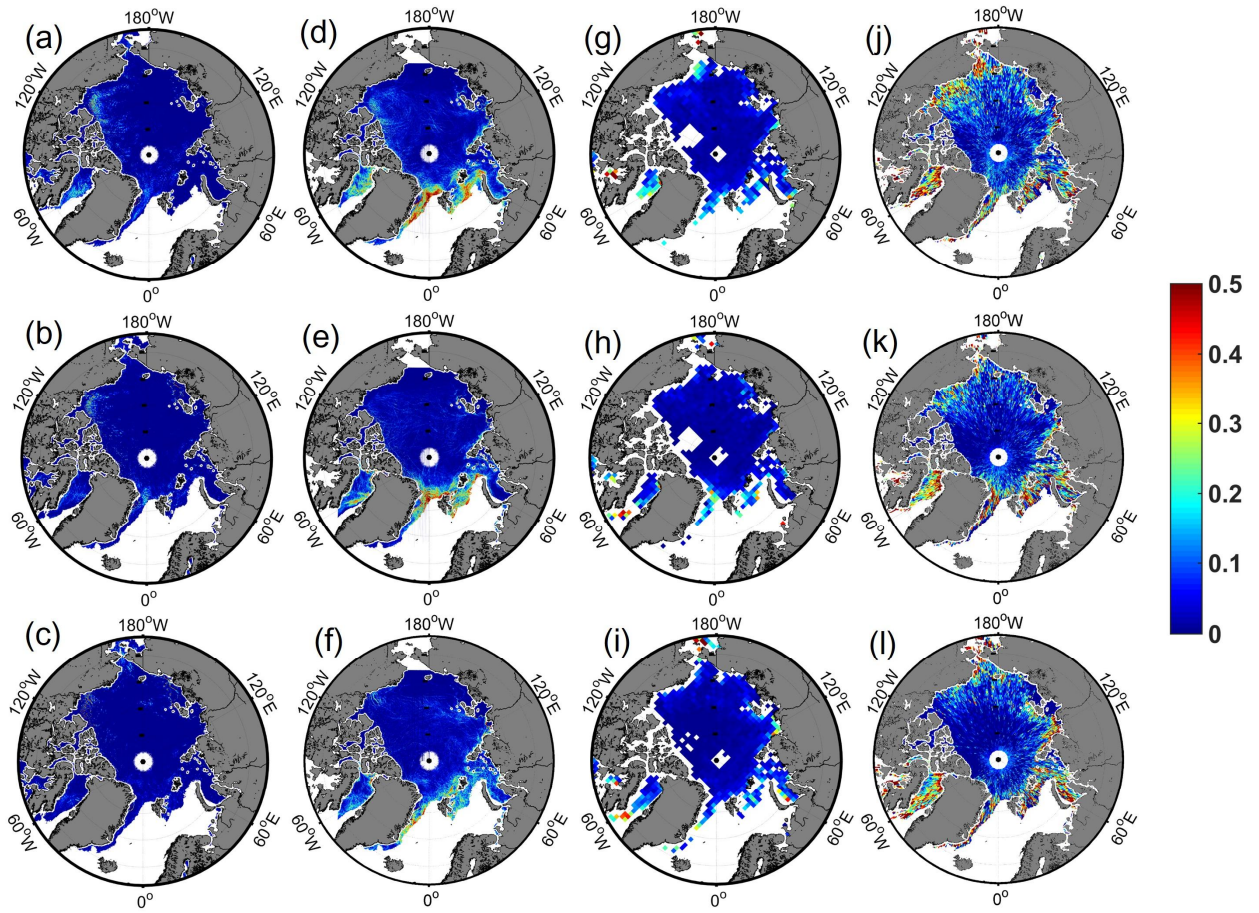 (a) 180°W 120°W 120°E 60°W 60°E 0°
(d) 180°W 120°W 120°E 60°W 60°E 0°
(g) 180°W 120°W 120°E 60°W 60°E 0°
(j) 180°W 120°W 120°E 60°W 60°E 0°
(b) 180°W 120°W 120°E 60°W 60°E 0°
(e) 180°W 120°W 120°E 60°W 60°E 0°
(h) 180°W 120°W 120°E 60°W 60°E 0°
(k) 180°W 120°W 120°E 60°W 60°E 0°
(c) 180°W 120°W 120°E 60°W 60°E 0°
(f) 180°W 120°W 120°E 60°W 60°E 0°
(i) 180°W 120°W 120°E 60°W 60°E 0°
(l) 180°W 120°W 120°E 60°W 60°E 0°
0.5
0.4
0.3
0.2
0.1
0